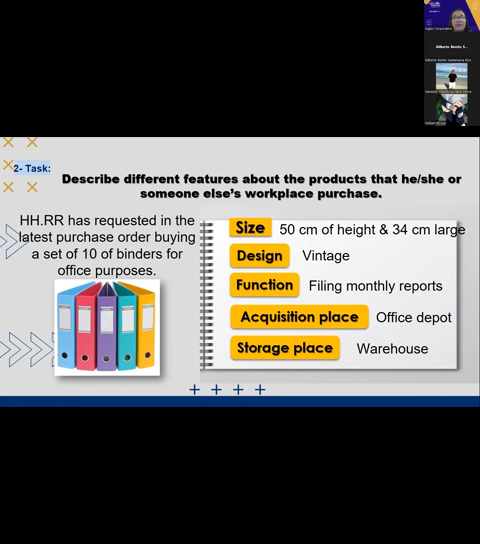 Gilberto Benito S...
2- Task:
Describe different features about the products that he/she or
someone else's workplace purchase.
HH.RR has requested in the
latest purchase order buying
a set of 10 of binders for
office purposes.
Size 50 cm of height & 34 cm large
Design Vintage
Function Filing monthly reports
Acquisition place Office depot
Storage place Warehouse